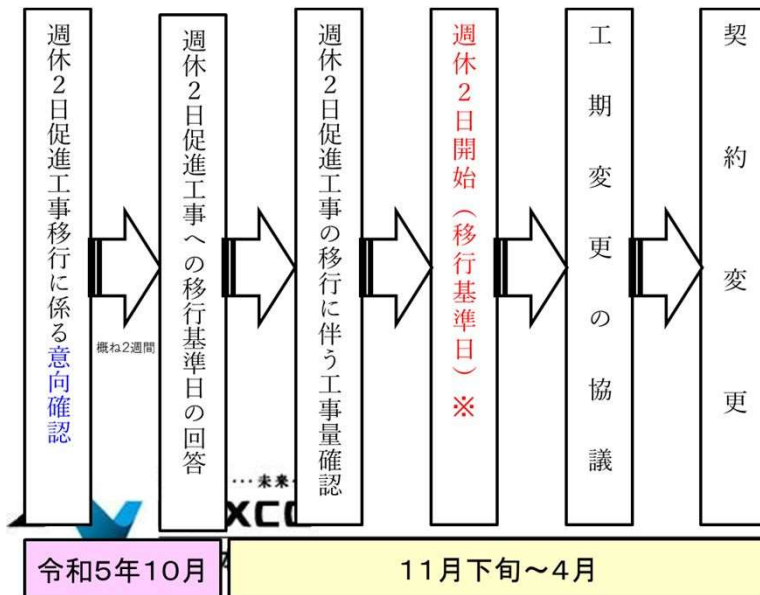 週休2日促進工事移行に係る意向確認
概ね2週間
週休2日促進工事への移行基準日の回答
週休2日促進工事の移行に伴う工事量確認
週休2日開始（移行基準日）※
工期変更の協議
契約変更
…未来
XCO
令和5年10月
11月下旬～4月